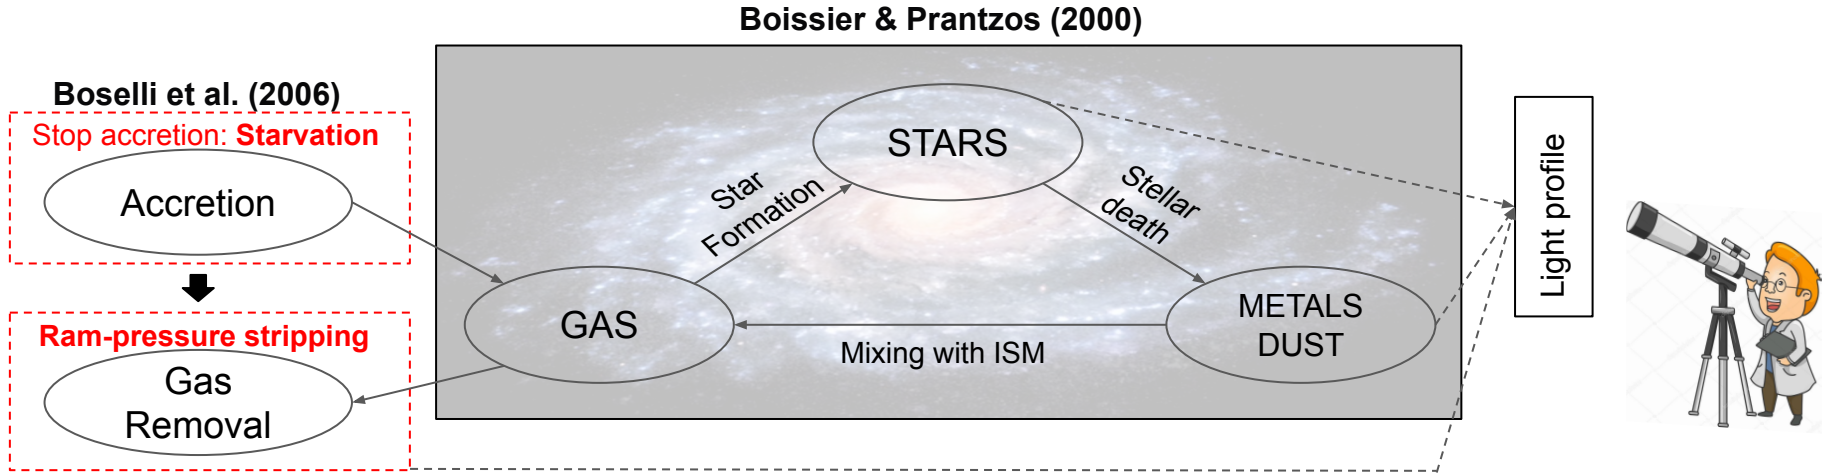 Boissier & Prantzos (2000)
Boselli et al. (2006)
Stop accretion: Starvation
Accretion
Ram-pressure stripping
Gas
Removal
STARS
Star
Formation
Stellar
death
GAS
METALS
DUST
Mixing with ISM
Light profile